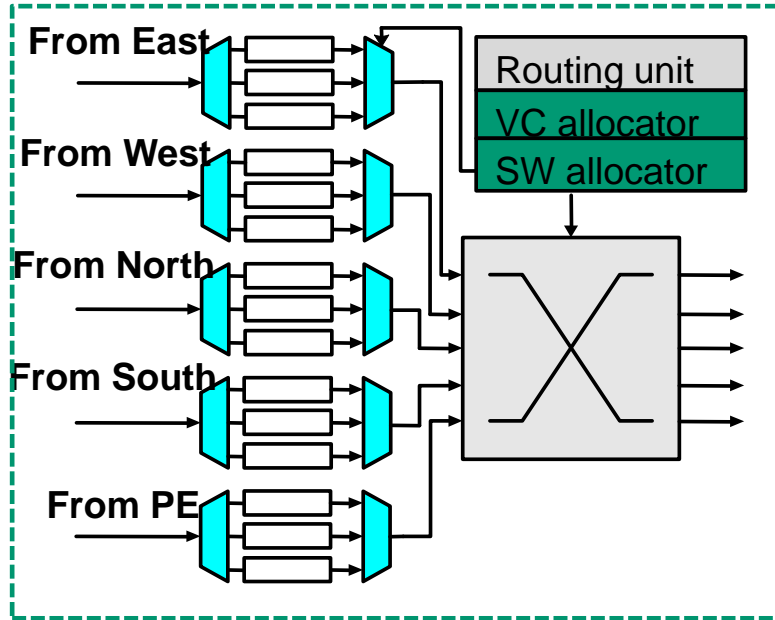 From East
Routing unit
VC allocator
From West
SW allocator
From North
From South
From PE